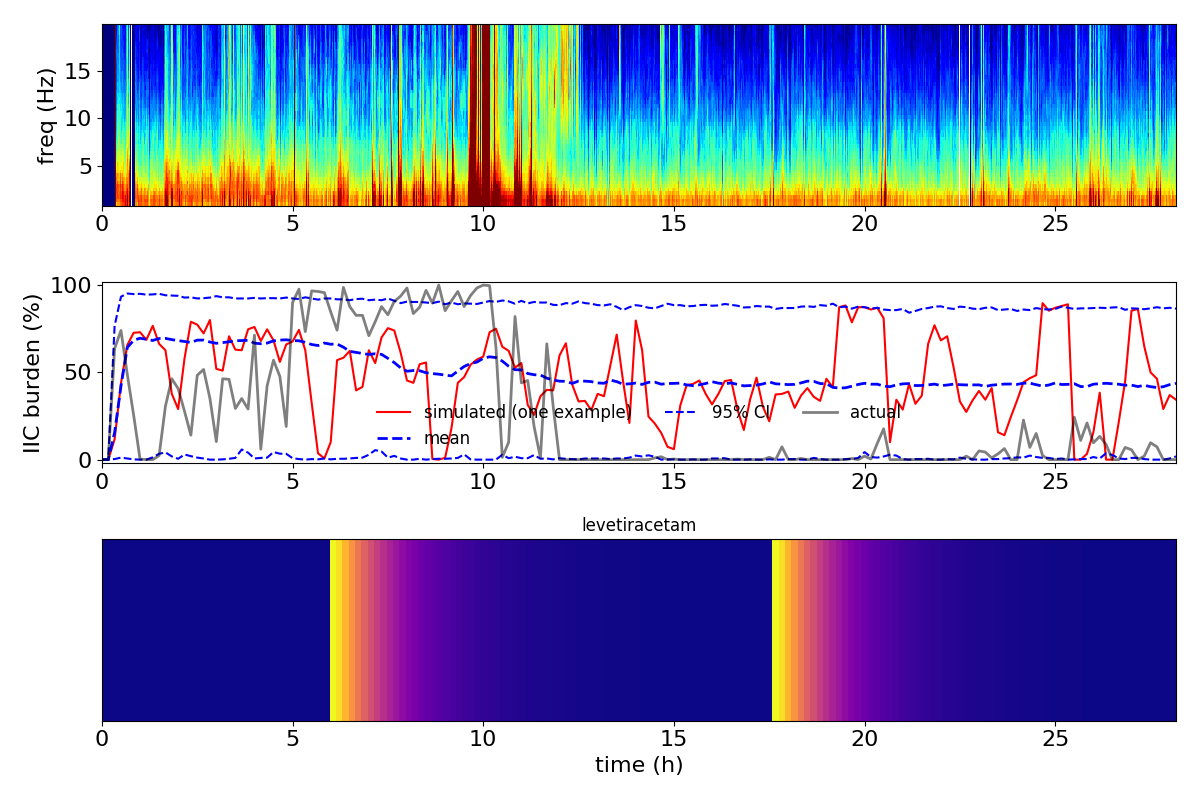 freq (Hz)
15
10
5
0 5 10 15 20 25
IIC burden (%)
100
50
0
simulated (one example) 95% CI actual
mean
0 5 10 15 20 25
levetiracetam
0 5 10 15 20 25
time (h)